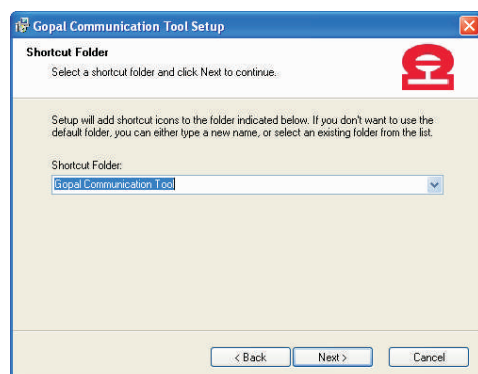 Gopal Communication Tool Setup
Shortcut Folder
Select a shortcut folder and click Next to continue.
Setup will add shortcut icons to the folder indicated below. If you don't want to use the
default folder, you can either type a new name, or select an existing folder from the list.
Shortcut Folder:
Gopal Communication Tool
< Back Next > Cancel